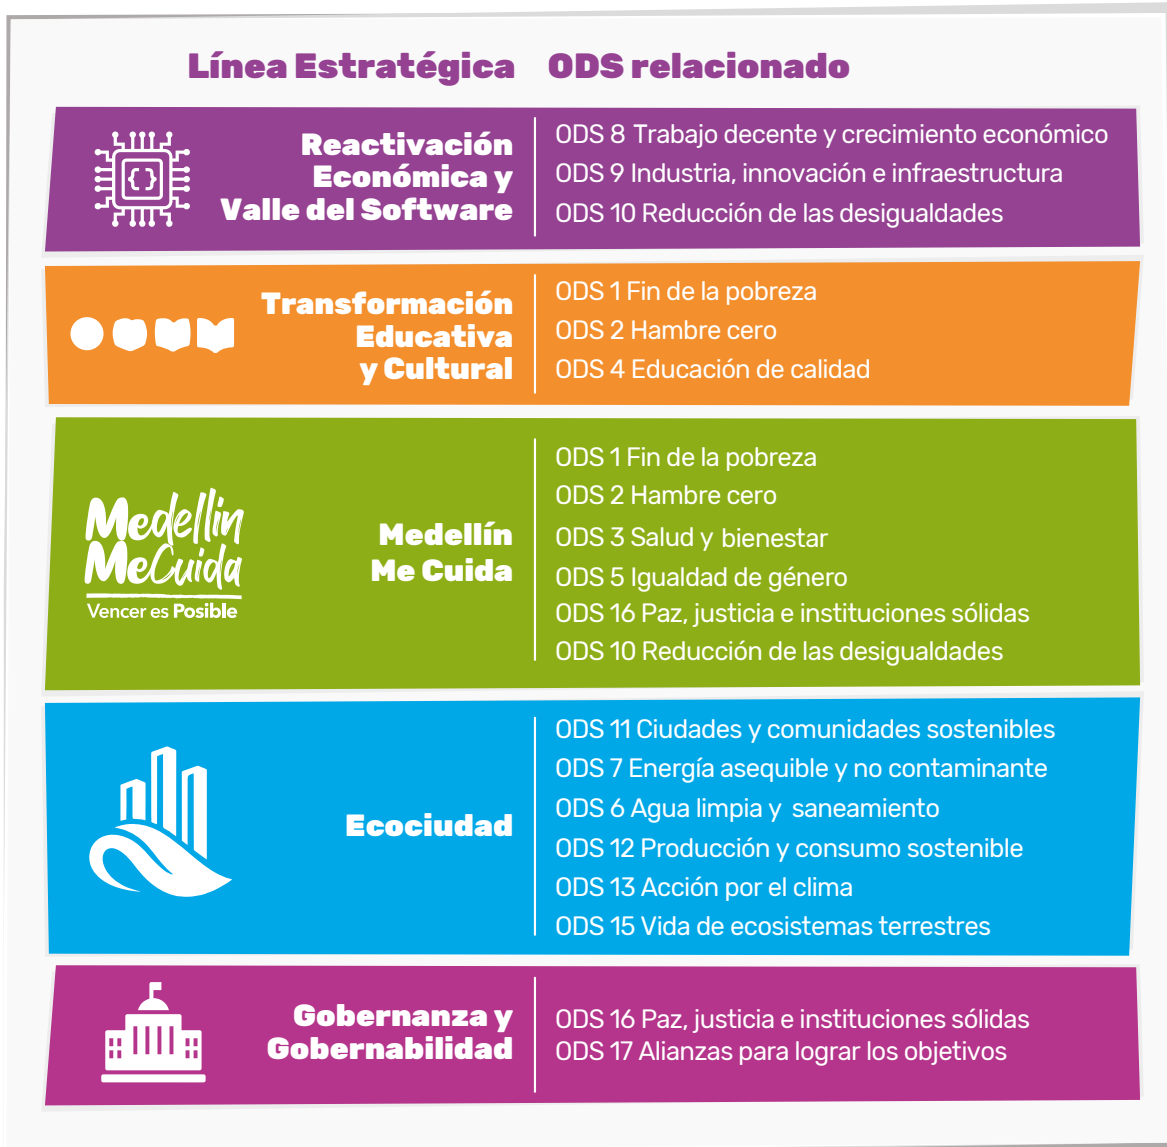 Línea Estratégica ODS relacionado
Reactivación
Económica y
Valle del Software
{}
ODS 8 Trabajo decente y crecimiento económico
ODS 9 Industria, innovación e infraestructura
ODS 10 Reducción de las desigualdades
Transformación
Educativa
y Cultural
ODS 1 Fin de la pobreza
ODS 2 Hambre cero
ODS 4 Educación de calidad
Medellín
MeCuida
Vencer es Posible
Medellín
Me Cuida
ODS 1 Fin de la pobreza
ODS 2 Hambre cero
ODS 3 Salud y bienestar
ODS 5 Igualdad de género
ODS 16 Paz, justicia e instituciones sólidas
ODS 10 Reducción de las desigualdades
Ecociudad
ODS 11 Ciudades y comunidades sostenibles
ODS 7 Energía asequible y no contaminante
ODS 6 Agua limpia y saneamiento
ODS 12 Producción y consumo sostenible
ODS 13 Acción por el clima
ODS 15 Vida de ecosistemas terrestres
Gobernanza y
Gobernabilidad
ODS 16 Paz, justicia e instituciones sólidas
ODS 17 Alianzas para lograr los objetivos